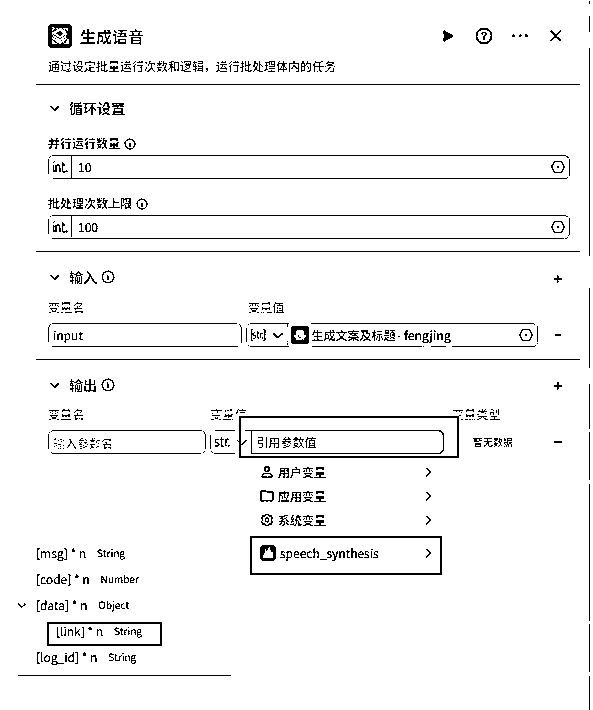 生成语音
通过设定批量运行次数和逻辑，运行批处理体内的任务
循环设置
并行运行数量
int. 10
批处理次数上限
int. 100
输入
变量名 变量值
input [str] 生成文案及标题 - fengjing
输出
变量名 变量值 变量类型
输入参数名 str. 引用参数值 暂无数据
用户变量
应用变量
系统变量
speech_synthesis
[msg] * n String
[code] * n Number
[data] * n Object
[link] * n String
[log_id] * n String